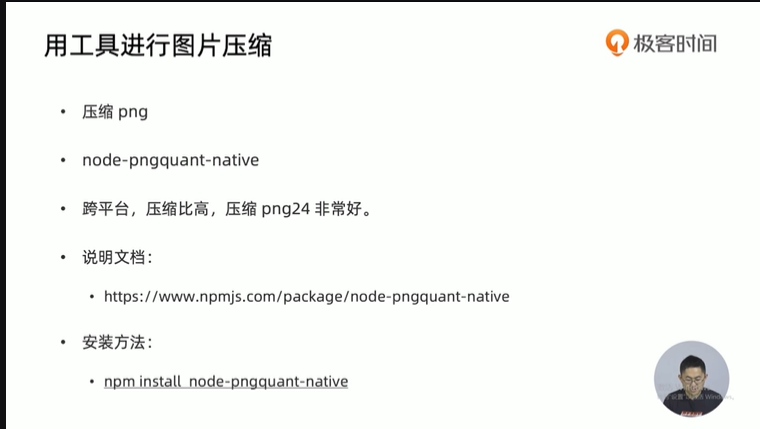 用工具进行图片压缩
极客时间
• 压缩 png
• node-pngquant-native
• 跨平台，压缩比高，压缩 png24 非常好。
• 说明文档：
• https://www.npmjs.com/package/node-pngquant-native
• 安装方法：
• npm install node-pngquant-native